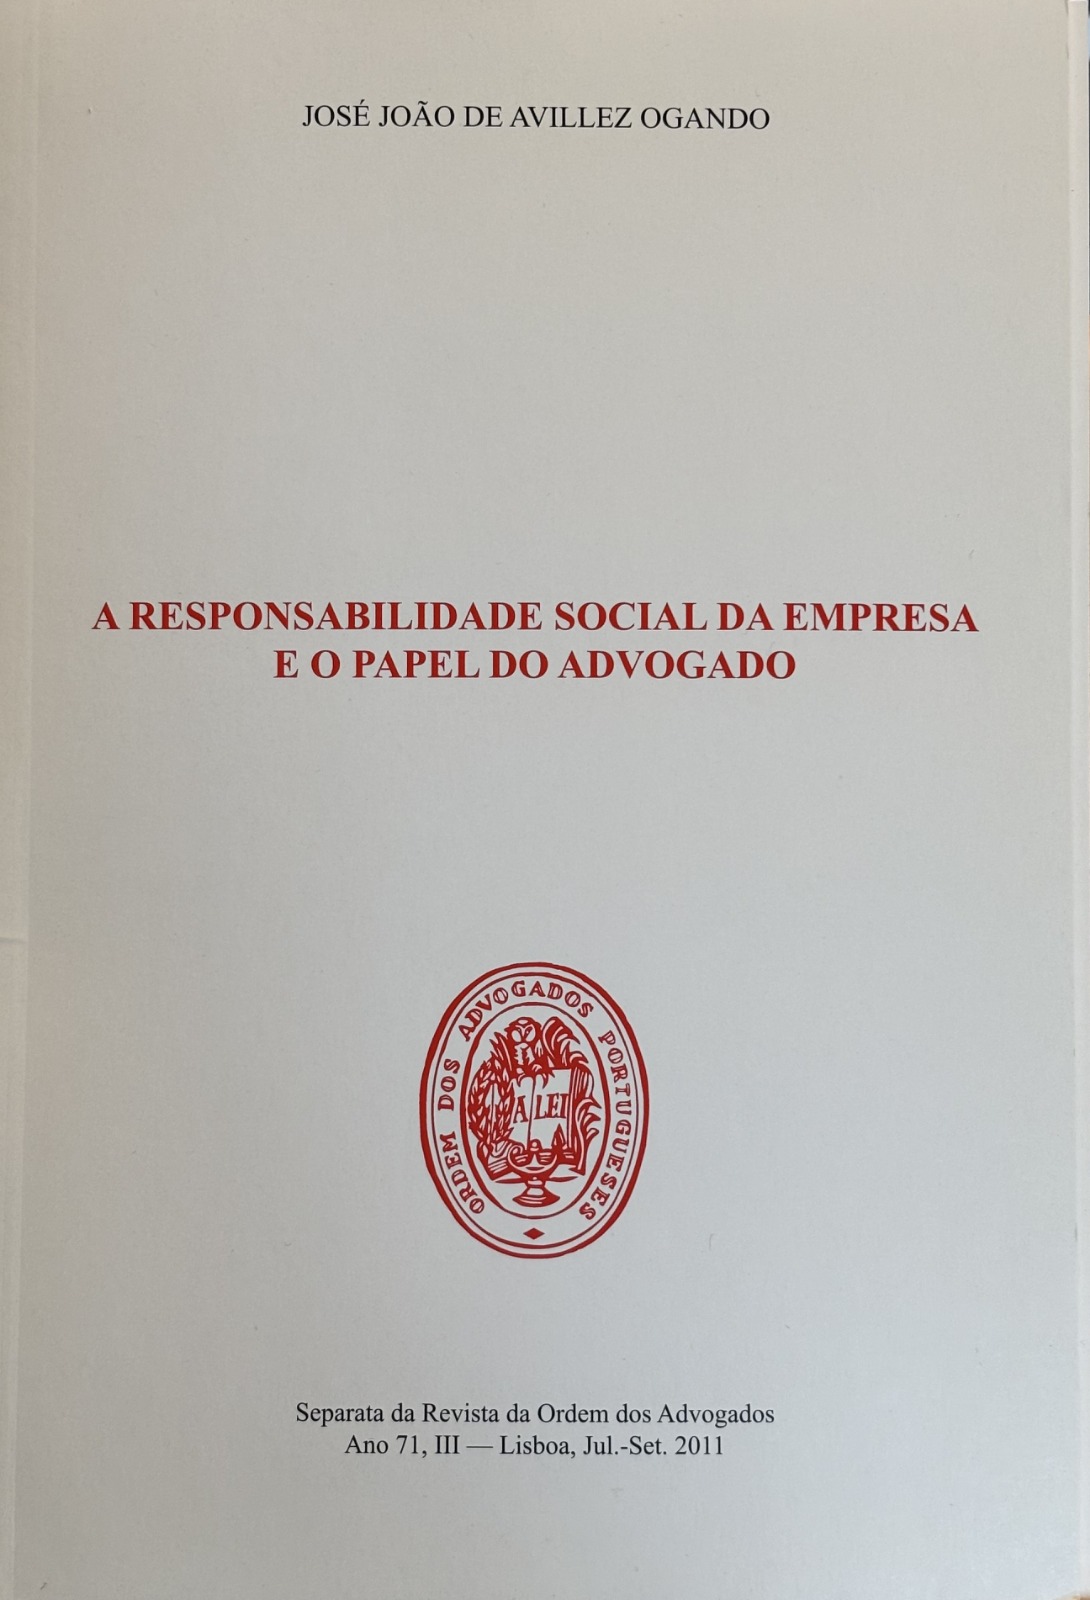 JOSÉ JOÃO DE AVILLEZ OGANDO
A RESPONSABILIDADE SOCIAL DA EMPRESA
E O PAPEL DO ADVOGADO
ORDEM DOS ADVOGADOS PORTUGUESES
A LEI
Separata da Revista da Ordem dos Advogados
Ano 71, III — Lisboa, Jul.-Set. 2011